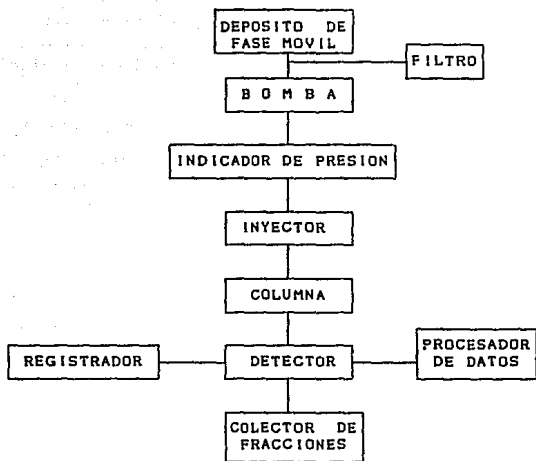 DEPOSITO DE
FASE MOVIL
FILTRO
B O M B A
INDICADOR DE PRESION
INYECTOR
COLUMNA
REGISTRADOR
DETECTOR
PROCESADOR
DE DATOS
COLECTOR DE
FRACCIONES